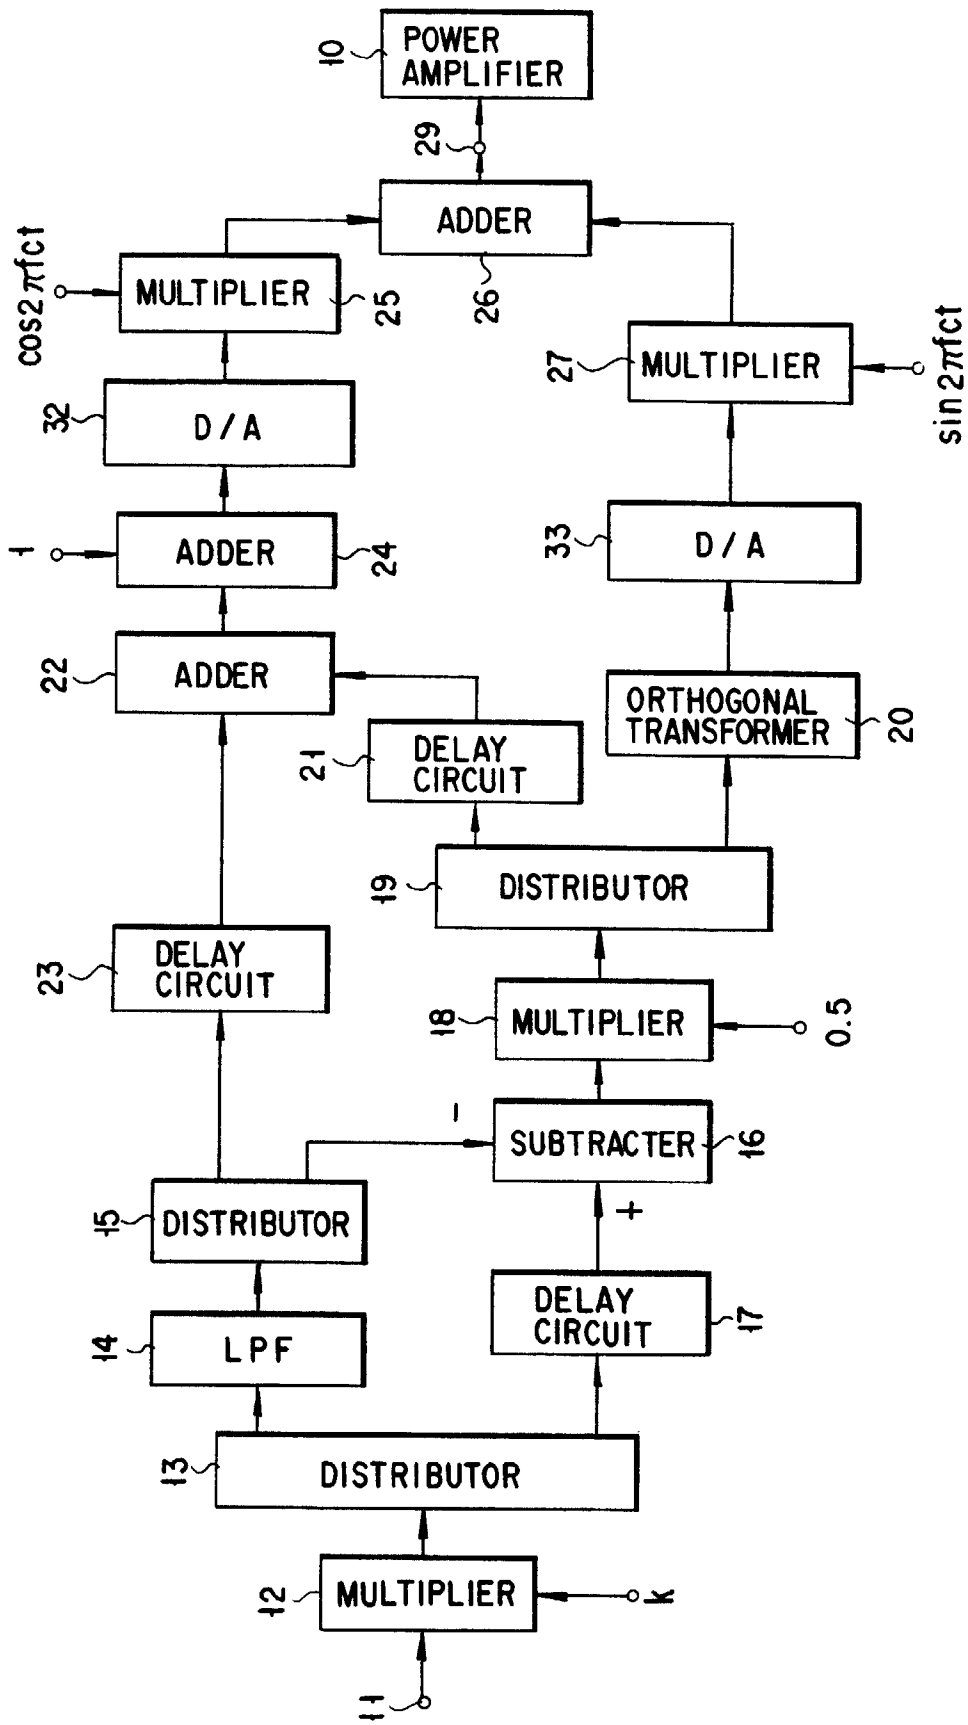 10
POWER
AMPLIFIER
29
ADDER
26
cos2πfct
MULTIPLIER
25
27
MULTIPLIER
sin2πfct
32
D/A
1
ADDER
24
33
D/A
22
ADDER
21
DELAY
CIRCUIT
ORTHOGONAL
TRANSFORMER
20
19
DISTRIBUTOR
23
DELAY
CIRCUIT
18
MULTIPLIER
0.5
−
SUBTRACTER
16
+
15
DISTRIBUTOR
14
LPF
DELAY
CIRCUIT
17
13
DISTRIBUTOR
12
MULTIPLIER
k
11